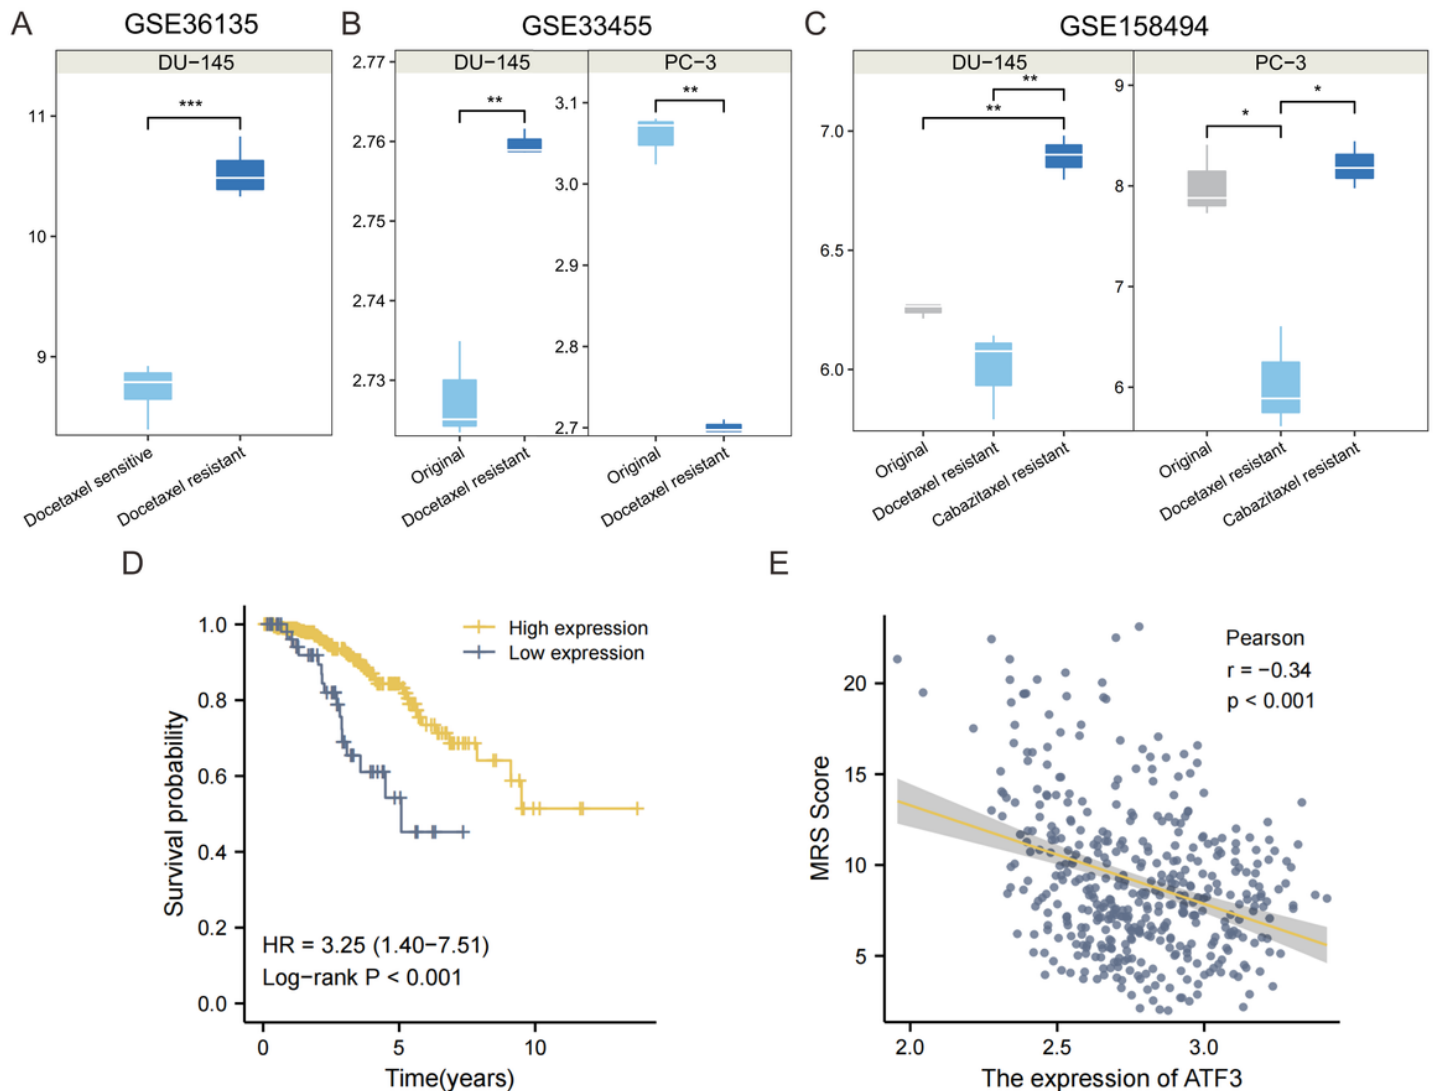 A GSE36135 B GSE33455 C GSE158494
DU−145 DU−145 PC−3 DU−145 PC−3
11
10
9
***
Docetaxel sensitive
Docetaxel resistant
2.77
2.76
2.75
2.74
2.73
**
Original
Docetaxel resistant
3.1
3.0
2.9
2.8
2.7
**
Original
Docetaxel resistant
7.0
6.5
6.0
**
**
Original
Docetaxel resistant
Cabazitaxel resistant
9
8
7
6
*
*
Original
Docetaxel resistant
Cabazitaxel resistant
D
Survival probability
1.0
0.8
0.6
0.4
0.2
0.0
High expression
Low expression
HR = 3.25 (1.40−7.51)
Log−rank P < 0.001
0 5 10
Time(years)
E
MRS Score
20
15
10
5
Pearson
r = −0.34
p < 0.001
2.0 2.5 3.0
The expression of ATF3